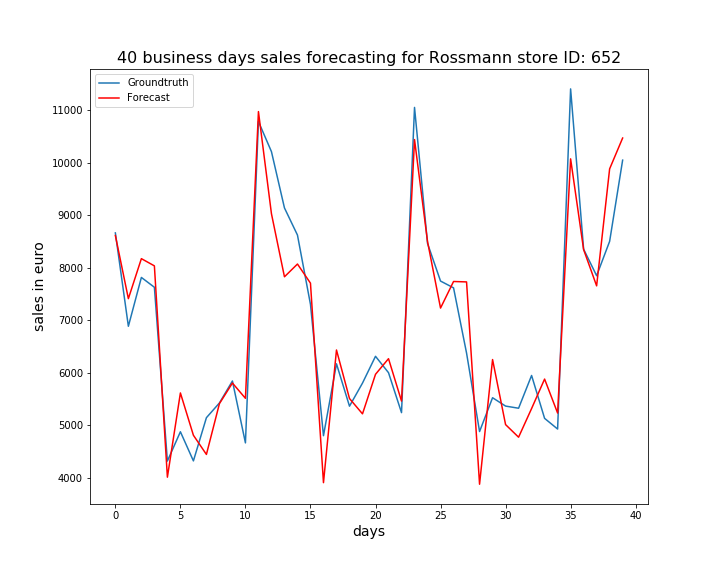 40 business days sales forecasting for Rossmann store ID: 652
Groundtruth
Forecast
11000
10000
9000
8000
7000
6000
5000
4000
sales in euro
0 5 10 15 20 25 30 35 40
days